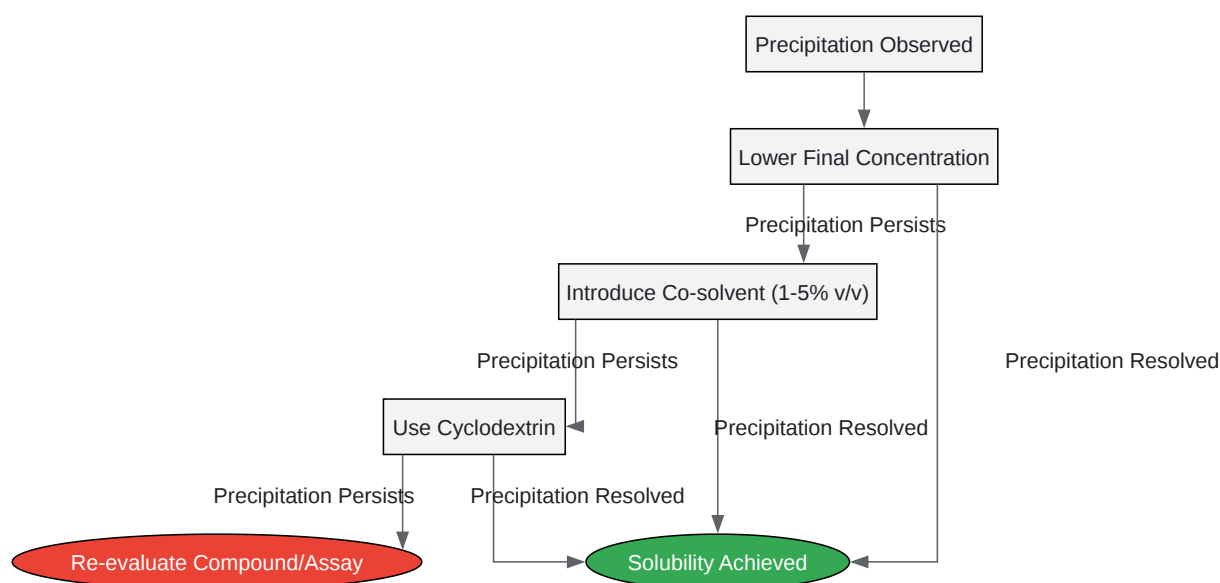 Precipitation Observed
Lower Final Concentration
Precipitation Persists
Introduce Co-solvent (1-5% v/v)
Precipitation Persists
Precipitation Resolved
Use Cyclodextrin
Precipitation Resolved
Precipitation Persists
Precipitation Resolved
Re-evaluate Compound/Assay
Solubility Achieved